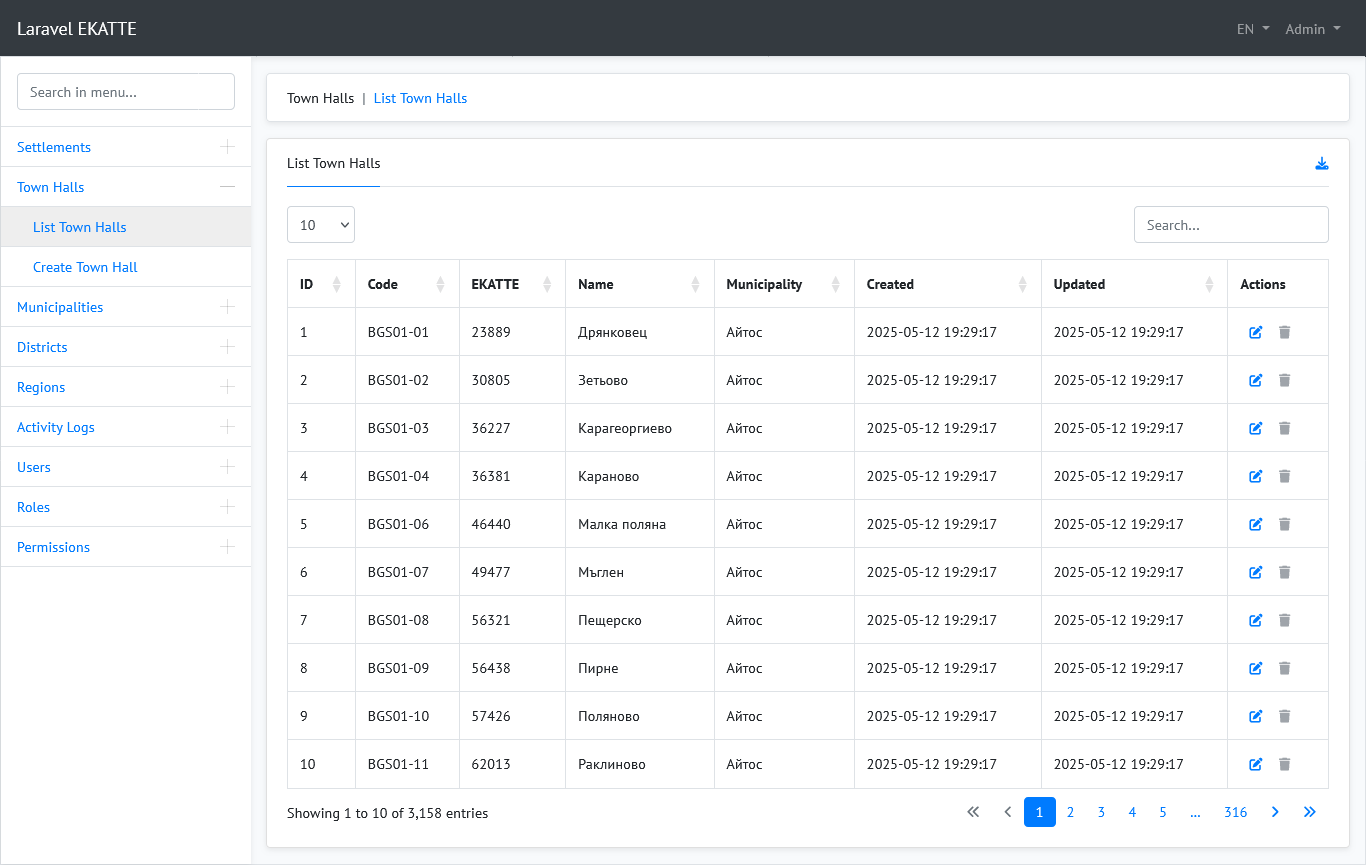 Laravel EKATTE EN Admin
Search in menu...
Settlements
Town Halls
List Town Halls
Create Town Hall
Municipalities
Districts
Regions
Activity Logs
Users
Roles
Permissions
Town Halls | List Town Halls
List Town Halls
10 Search...
ID Code EKATTE Name Municipality Created Updated Actions
1 BGS01-01 23889 Дрянковец Айтос 2025-05-12 19:29:17 2025-05-12 19:29:17
2 BGS01-02 30805 Зетьово Айтос 2025-05-12 19:29:17 2025-05-12 19:29:17
3 BGS01-03 36227 Карагеоргиево Айтос 2025-05-12 19:29:17 2025-05-12 19:29:17
4 BGS01-04 36381 Караново Айтос 2025-05-12 19:29:17 2025-05-12 19:29:17
5 BGS01-06 46440 Малка поляна Айтос 2025-05-12 19:29:17 2025-05-12 19:29:17
6 BGS01-07 49477 Мъглен Айтос 2025-05-12 19:29:17 2025-05-12 19:29:17
7 BGS01-08 56321 Пещерско Айтос 2025-05-12 19:29:17 2025-05-12 19:29:17
8 BGS01-09 56438 Пирне Айтос 2025-05-12 19:29:17 2025-05-12 19:29:17
9 BGS01-10 57426 Поляново Айтос 2025-05-12 19:29:17 2025-05-12 19:29:17
10 BGS01-11 62013 Раклиново Айтос 2025-05-12 19:29:17 2025-05-12 19:29:17
Showing 1 to 10 of 3,158 entries 1 2 3 4 5 ... 316